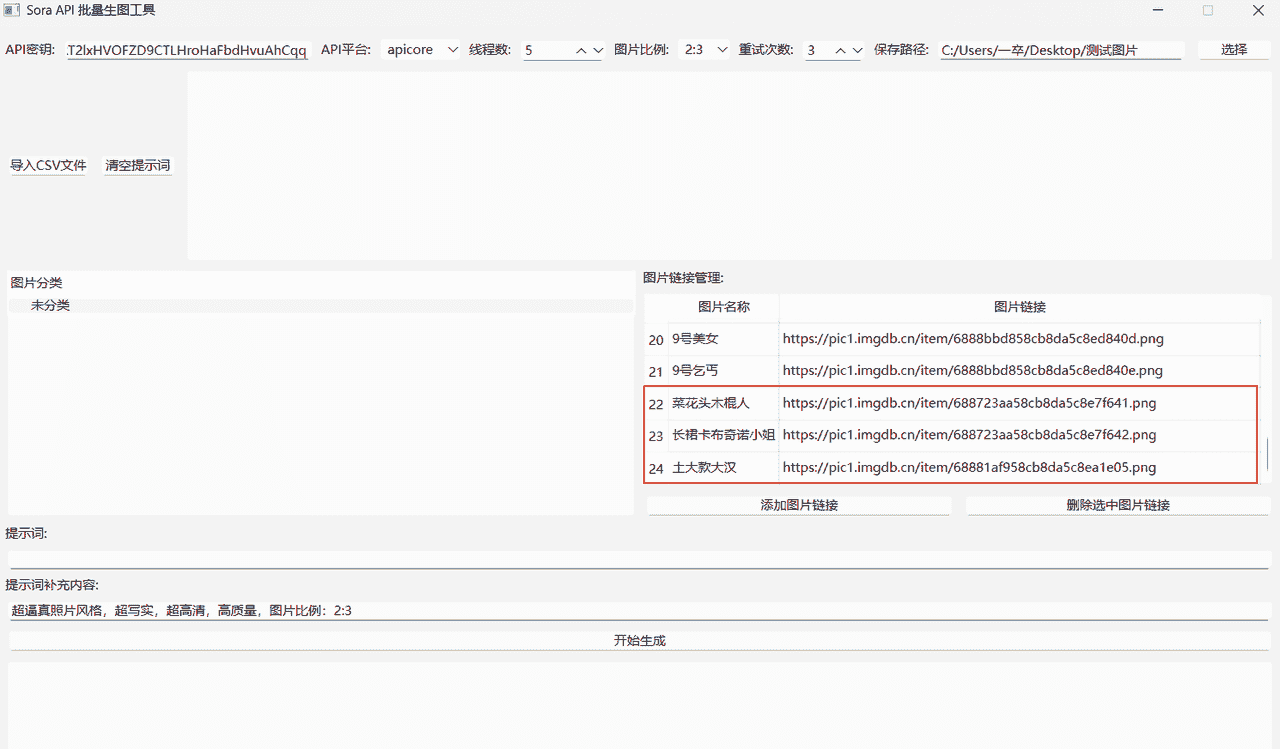 Sora API 批量生图工具
API密钥: .T2lxHVOFZD9CTLHroHaFbdHvuAhCqq API平台: apicore 线程数: 5 图片比例: 2:3 重试次数: 3 保存路径: C:/Users/一卒/Desktop/测试图片 选择
导入CSV文件 清空提示词
图片分类
未分类
图片链接管理:
图片名称 图片链接
20 9号美女 https://pic1.imgdb.cn/item/6888bbd858cb8da5c8ed840d.png
21 9号乞丐 https://pic1.imgdb.cn/item/6888bbd858cb8da5c8ed840e.png
22 菜花头木棍人 https://pic1.imgdb.cn/item/688723aa58cb8da5c8e7f641.png
23 长裙卡布奇诺小姐 https://pic1.imgdb.cn/item/688723aa58cb8da5c8e7f642.png
24 土大款大汉 https://pic1.imgdb.cn/item/68881af958cb8da5c8ea1e05.png
添加图片链接 删除选中图片链接
提示词:
提示词补充内容:
超逼真照片风格，超写实，超高清，高质量，图片比例：2:3
开始生成